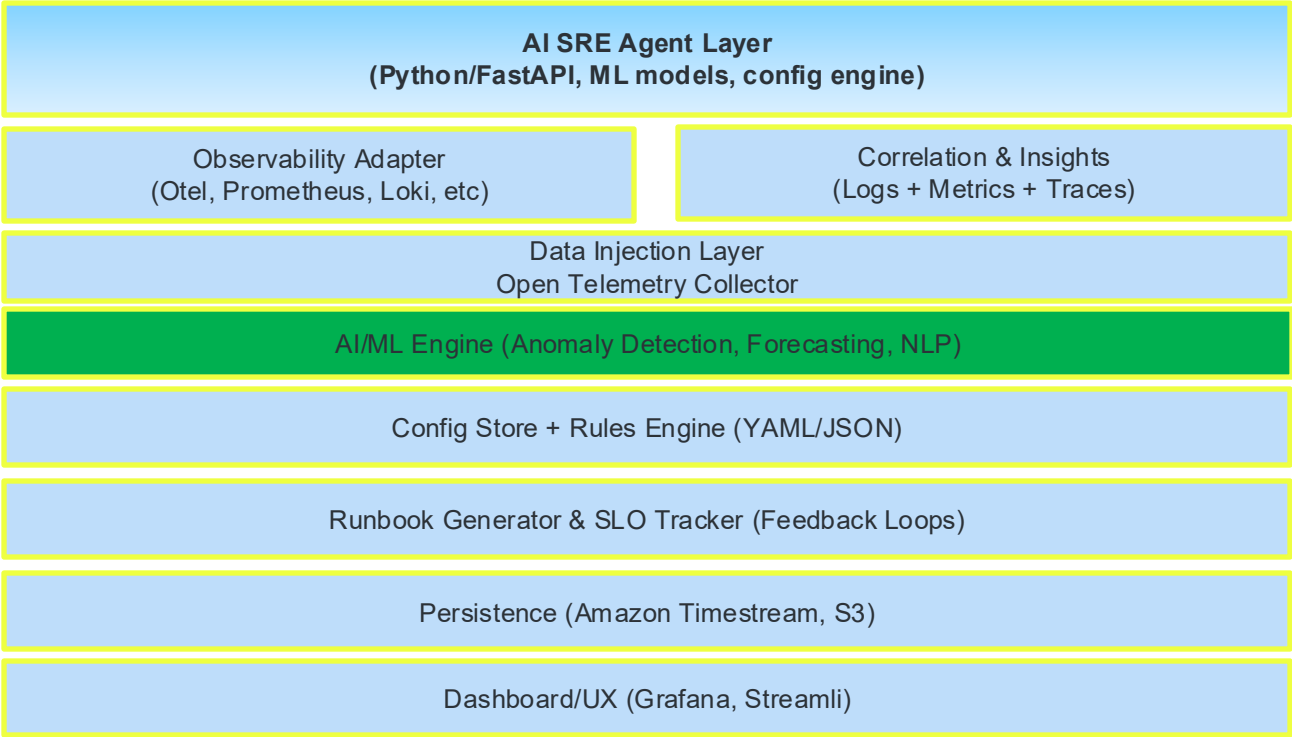 AI SRE Agent Layer
(Python/FastAPI, ML models, config engine)
Observability Adapter
(Otel, Prometheus, Loki, etc)
Correlation & Insights
(Logs + Metrics + Traces)
Data Injection Layer
Open Telemetry Collector
AI/ML Engine (Anomaly Detection, Forecasting, NLP)
Config Store + Rules Engine (YAML/JSON)
Runbook Generator & SLO Tracker (Feedback Loops)
Persistence (Amazon Timestream, S3)
Dashboard/UX (Grafana, Streamli)